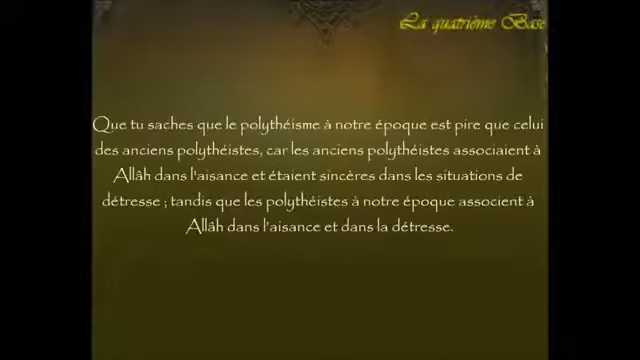 La quatrième Base
Que tu saches que le polythéisme à notre époque est pire que celui
des anciens polythéistes, car les anciens polythéistes associaient à
Allâh dans l'aisance et étaient sincères dans les situations de
détresse ; tandis que les polythéistes à notre époque associent à
Allâh dans l'aisance et dans la détresse.